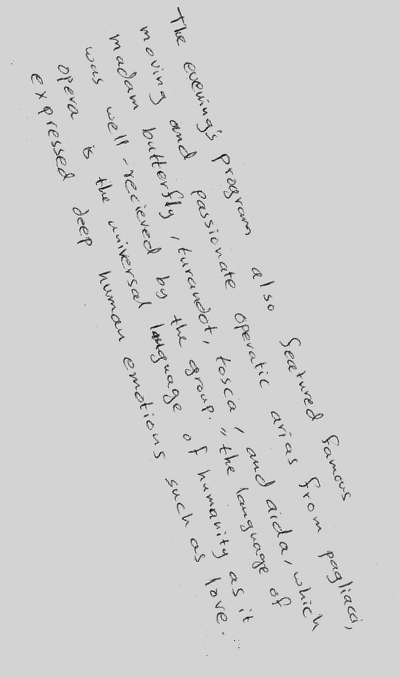 The evening's program also featured famous
moving and passionate operatic arias from pagliacci,
madam butterfly, turandot, tosca, and aida, which
was well-recieved by the group. "the language of
opera is the universal language of humanity as it
expressed deep human emotions such as love.